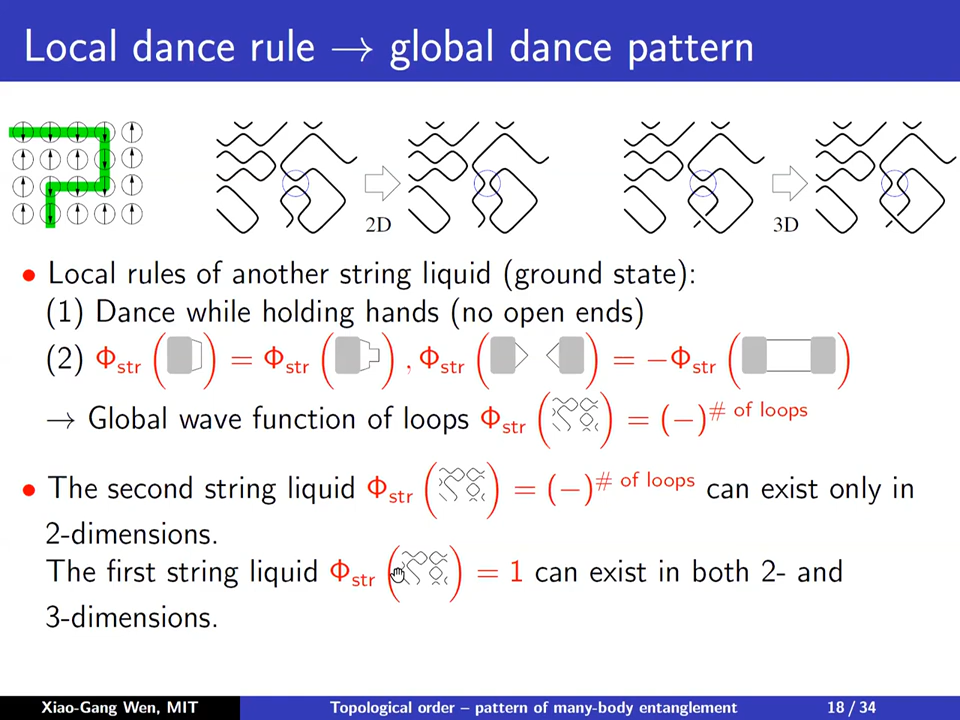 Local dance rule → global dance pattern
2D
3D
• Local rules of another string liquid (ground state):
(1) Dance while holding hands (no open ends)
(2) Φstr ( ) = Φstr ( ) , Φstr ( ) = −Φstr ( )
→ Global wave function of loops Φstr ( ) = (−)# of loops
• The second string liquid Φstr ( ) = (−)# of loops can exist only in
2-dimensions.
The first string liquid Φstr ( ) = 1 can exist in both 2- and
3-dimensions.
Xiao-Gang Wen, MIT Topological order – pattern of many-body entanglement 18 / 34